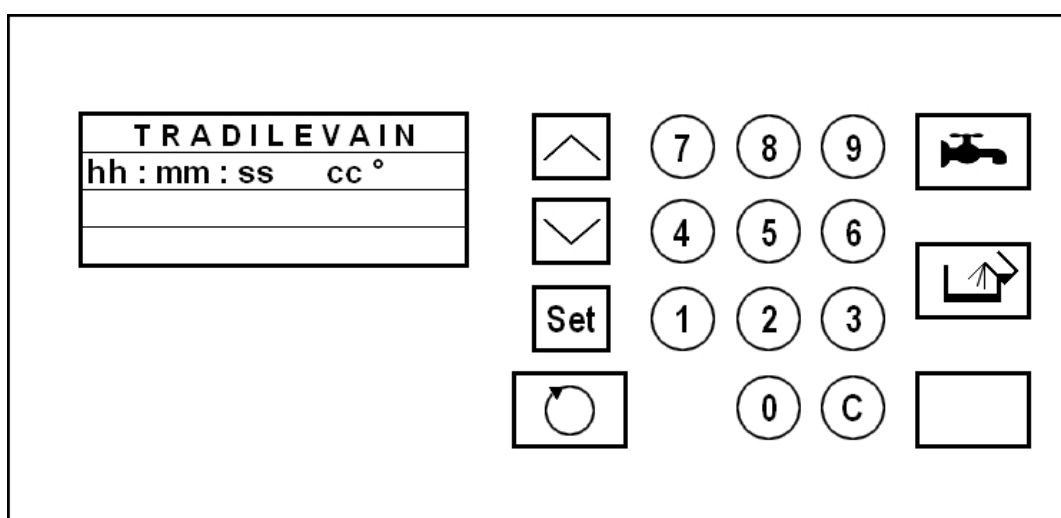 TRADILEVAIN
hh : mm : ss cc °
7 8 9
4 5 6
Set 1 2 3
0 C